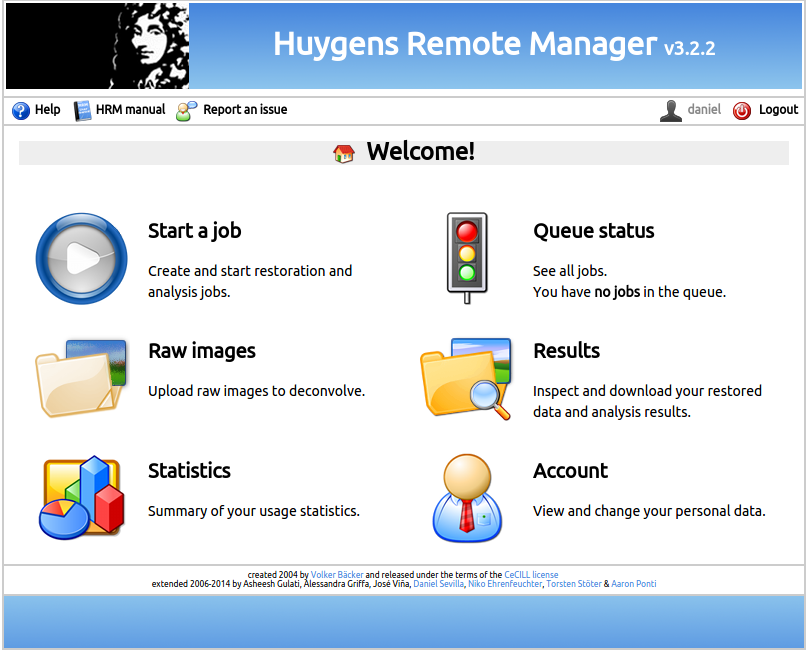 Huygens Remote Manager v3.2.2
Help HRM manual Report an issue daniel Logout
Welcome!
Start a job
Create and start restoration and
analysis jobs.
Queue status
See all jobs.
You have no jobs in the queue.
Raw images
Upload raw images to deconvolve.
Results
Inspect and download your restored
data and analysis results.
Statistics
Summary of your usage statistics.
Account
View and change your personal data.
created 2004 by Volker Bäcker and released under the terms of the CeCILL license
extended 2006-2014 by Asheesh Gulati, Alessandra Griffa, José Viña, Daniel Sevilla, Niko Ehrenfeuchter, Torsten Stöter & Aaron Ponti